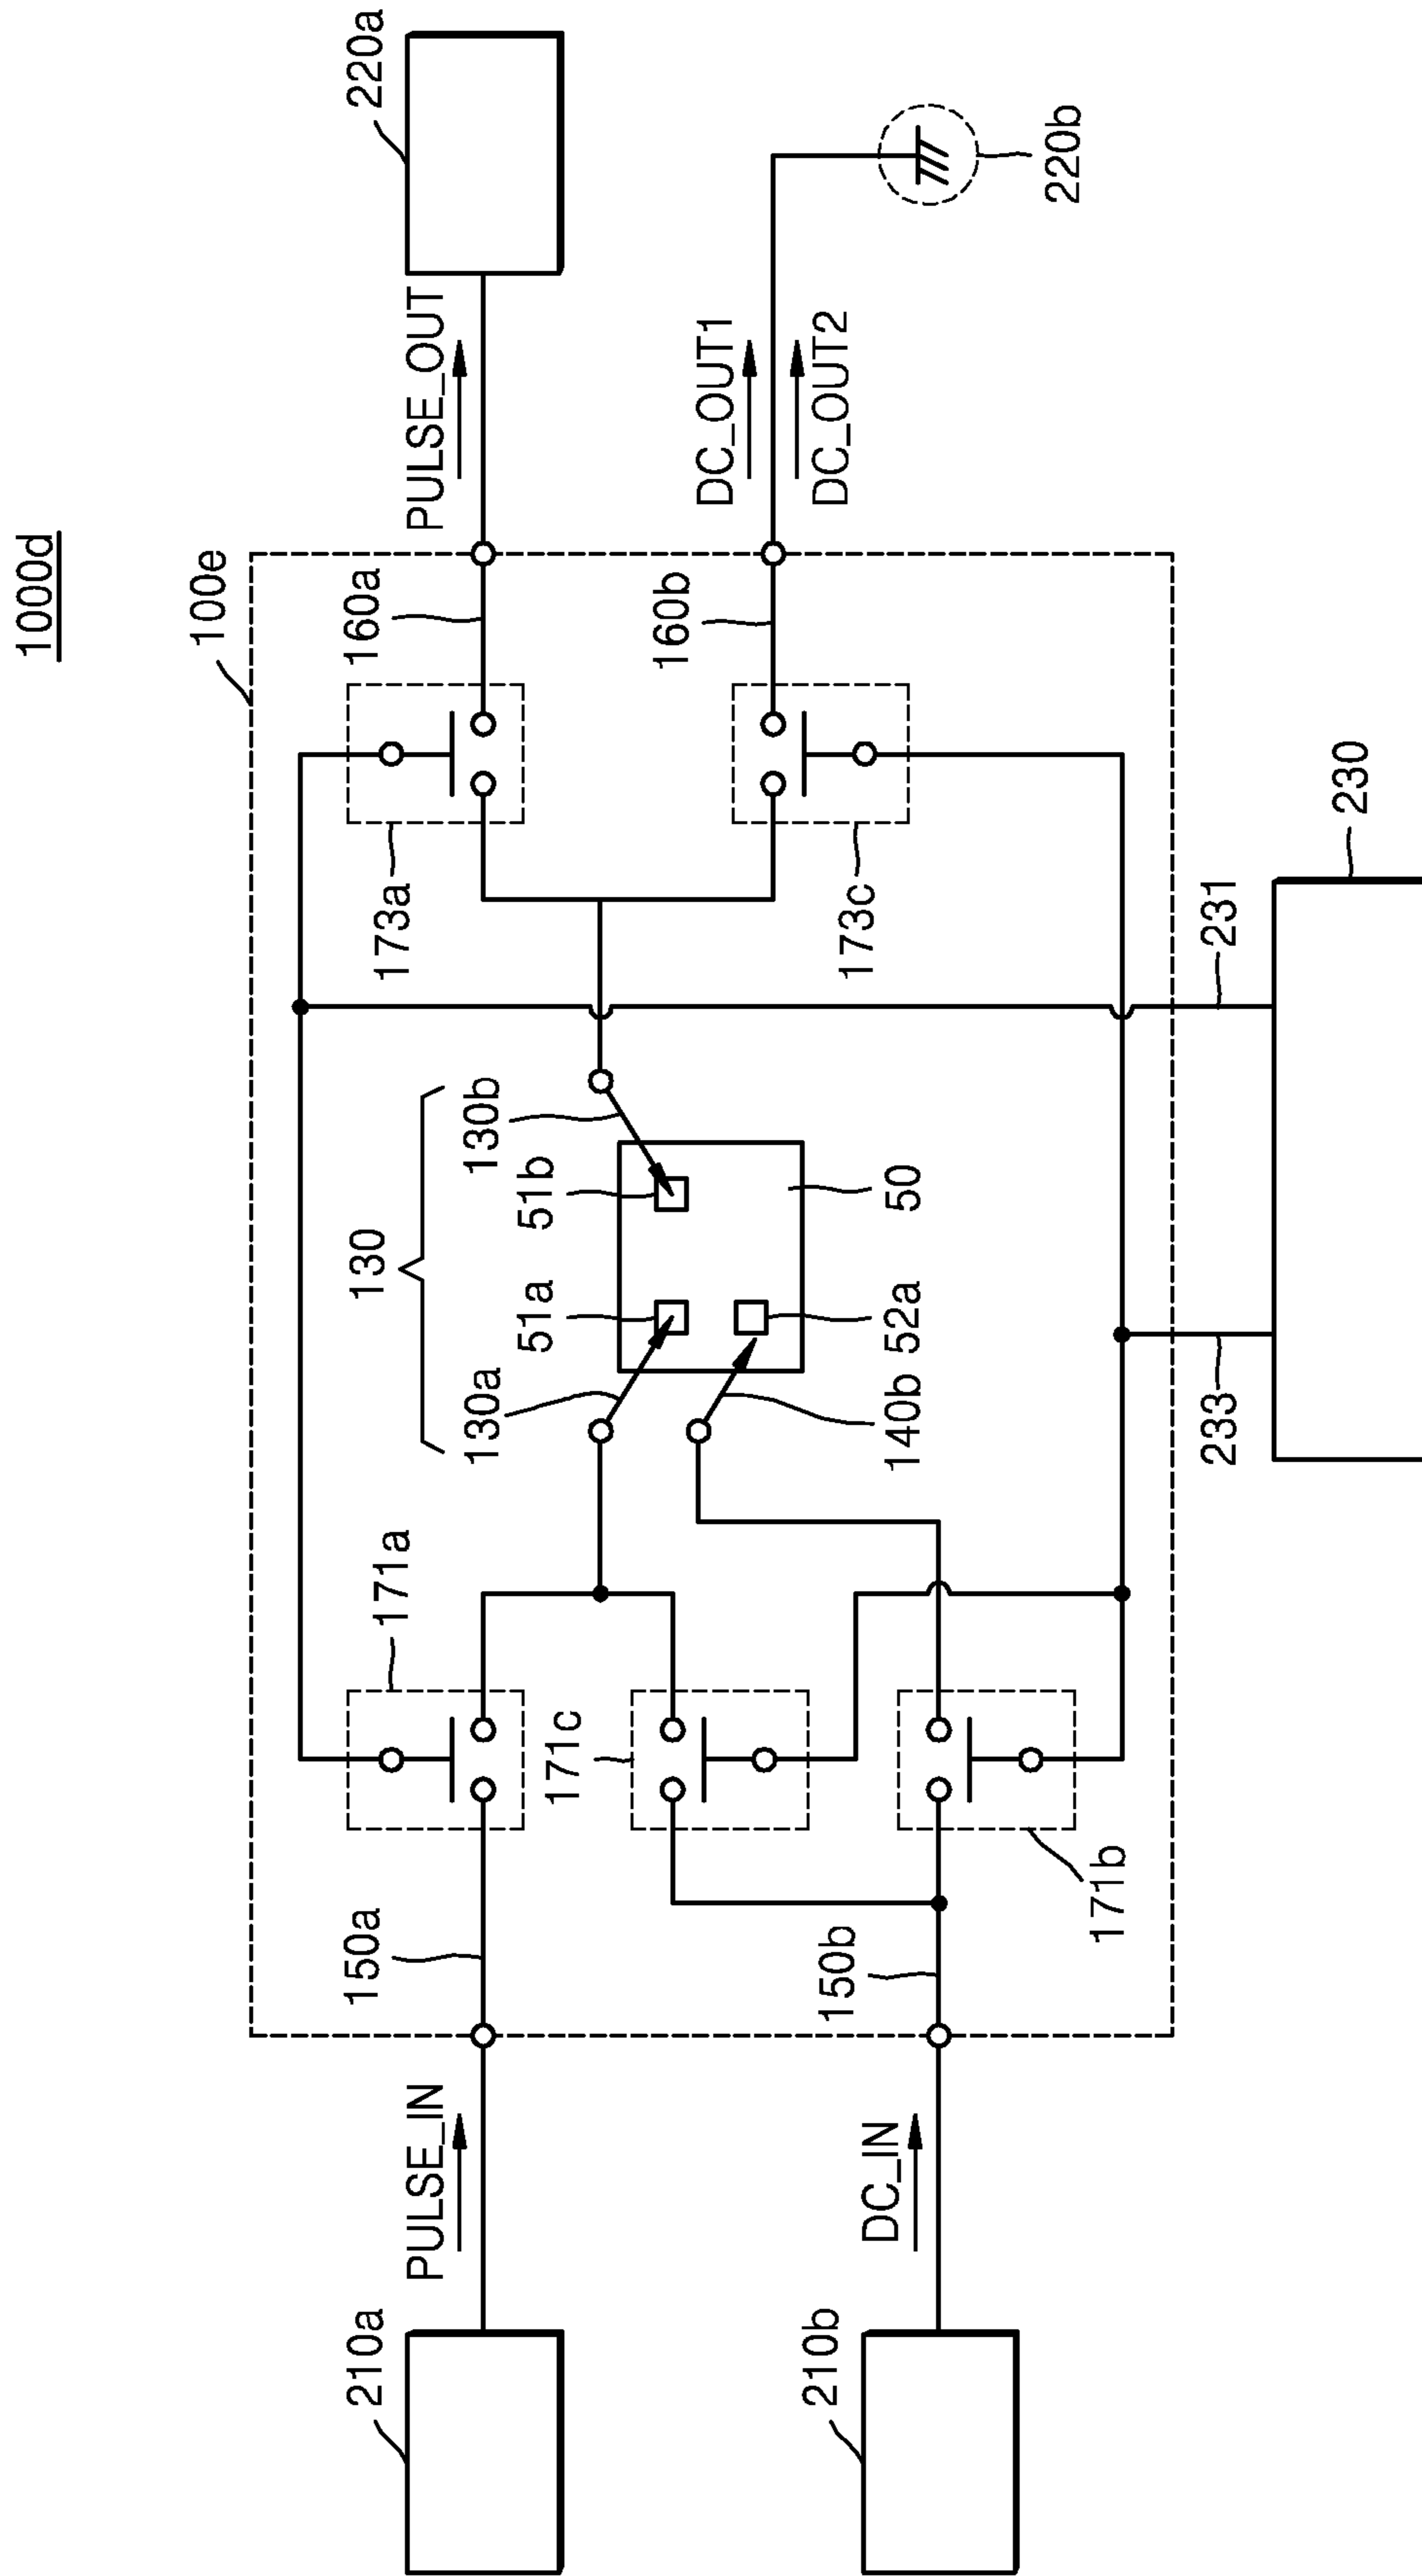 1000d
100e
210a
PULSE_IN
150a
171a
130
130a
130b
51a
51b
173a
160a
PULSE_OUT
220a
171c
50
52a
140b
173c
160b
DC_OUT1
DC_OUT2
220b
210b
DC_IN
150b
171b
233
231
230